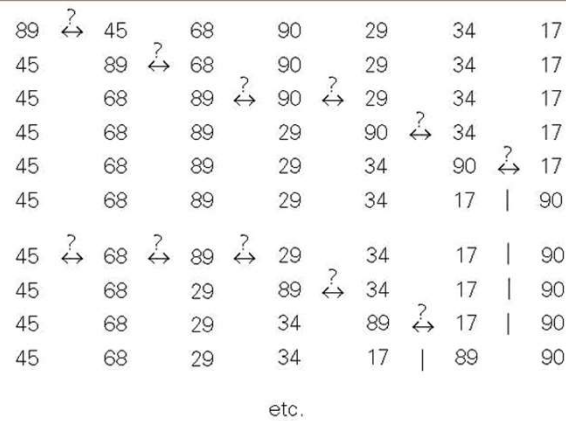 89 ?↔ 45 68 90 29 34 17
45 89 ?↔ 68 90 29 34 17
45 68 89 ?↔ 90 ?↔ 29 34 17
45 68 89 29 90 ?↔ 34 17
45 68 89 29 34 90 ?↔ 17
45 68 89 29 34 17 | 90
45 ?↔ 68 ?↔ 89 ?↔ 29 34 17 | 90
45 68 29 89 ?↔ 34 17 | 90
45 68 29 34 89 ?↔ 17 | 90
45 68 29 34 17 | 89 90
etc.